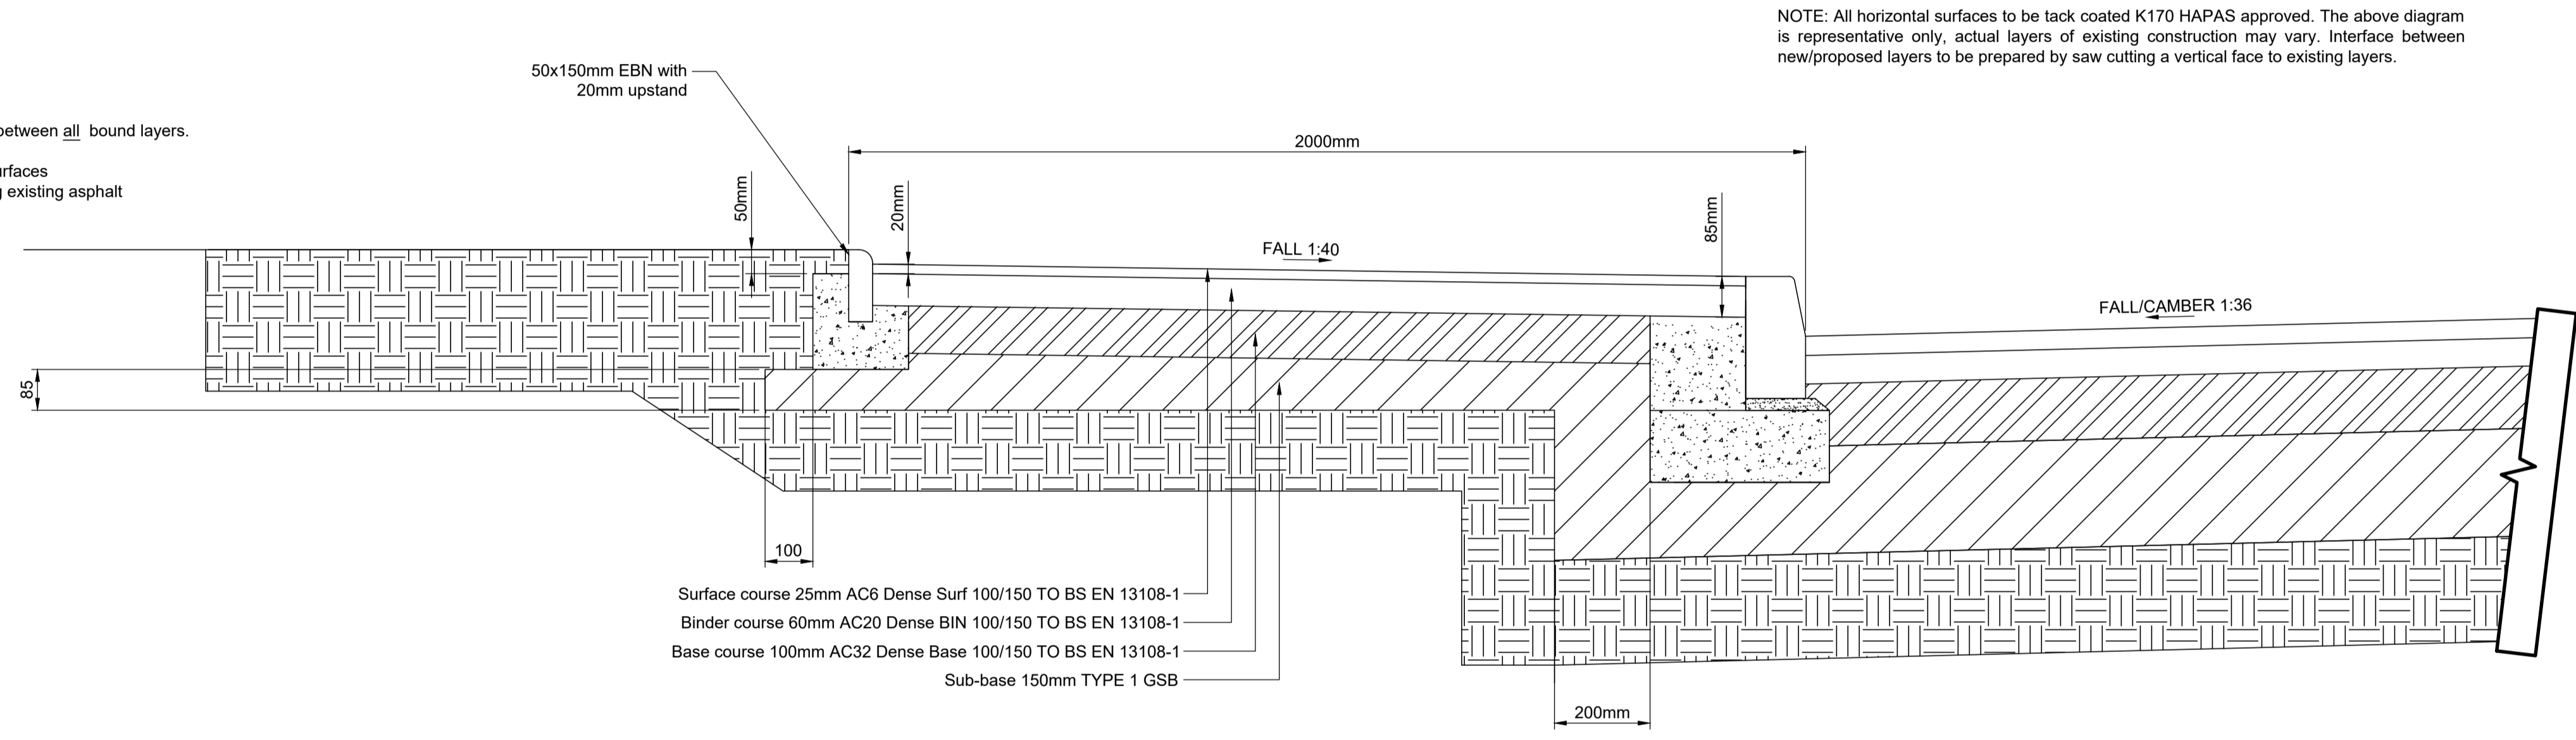 NOTE: All horizontal surfaces to be tack coated K170 HAPAS approved. The above diagram
is representative only, actual layers of existing construction may vary. Interface between
new/proposed layers to be prepared by saw cutting a vertical face to existing layers.
50x150mm EBN with
20mm upstand
between all bound layers.
existing asphalt
2000mm
50mm
20mm
85mm
FALL 1:40
FALL/CAMBER 1:36
85
100
Surface course 25mm AC6 Dense Surf 100/150 TO BS EN 13108-1
Binder course 60mm AC20 Dense BIN 100/150 TO BS EN 13108-1
Base course 100mm AC32 Dense Base 100/150 TO BS EN 13108-1
Sub-base 150mm TYPE 1 GSB
200mm